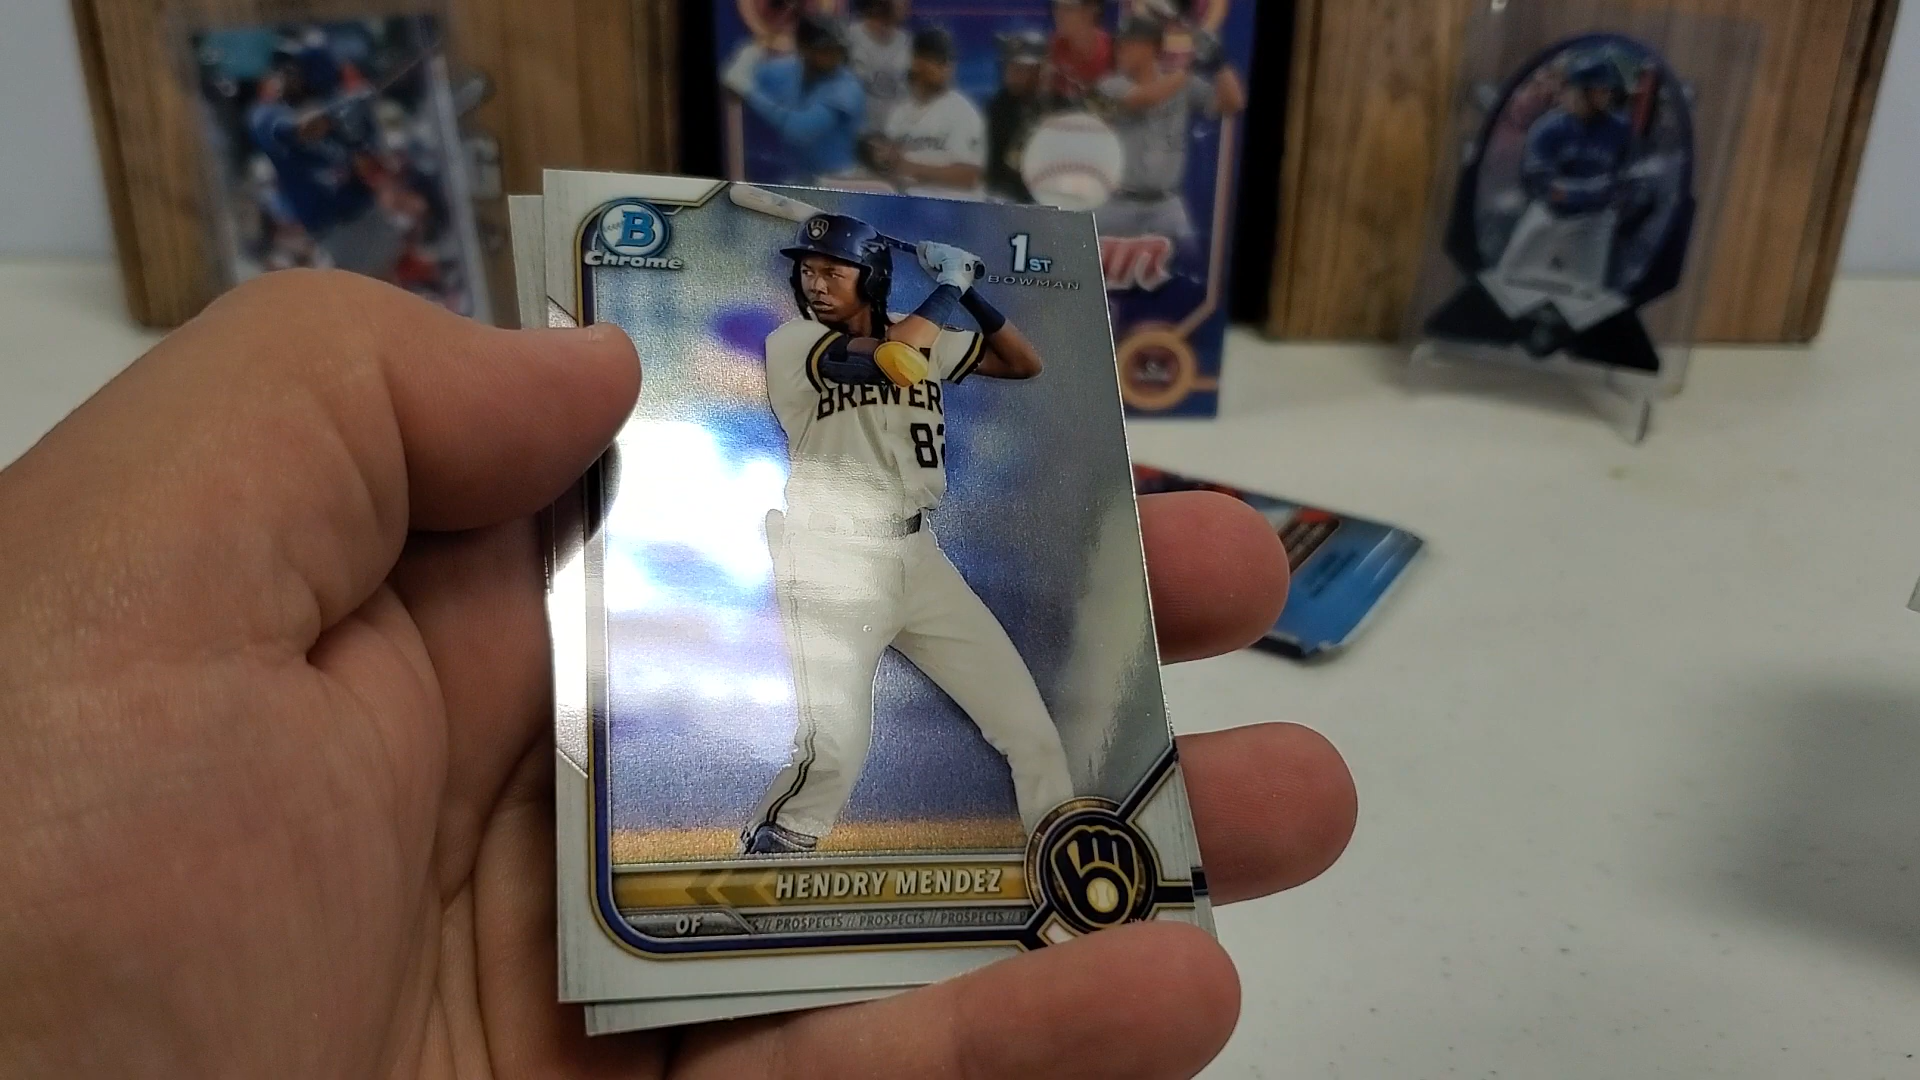 B
Chrome
1ST
BOWMAN
BREWER
82
HENDRY MENDEZ
OF
// PROSPECTS // PROSPECTS // PROSPECTS //